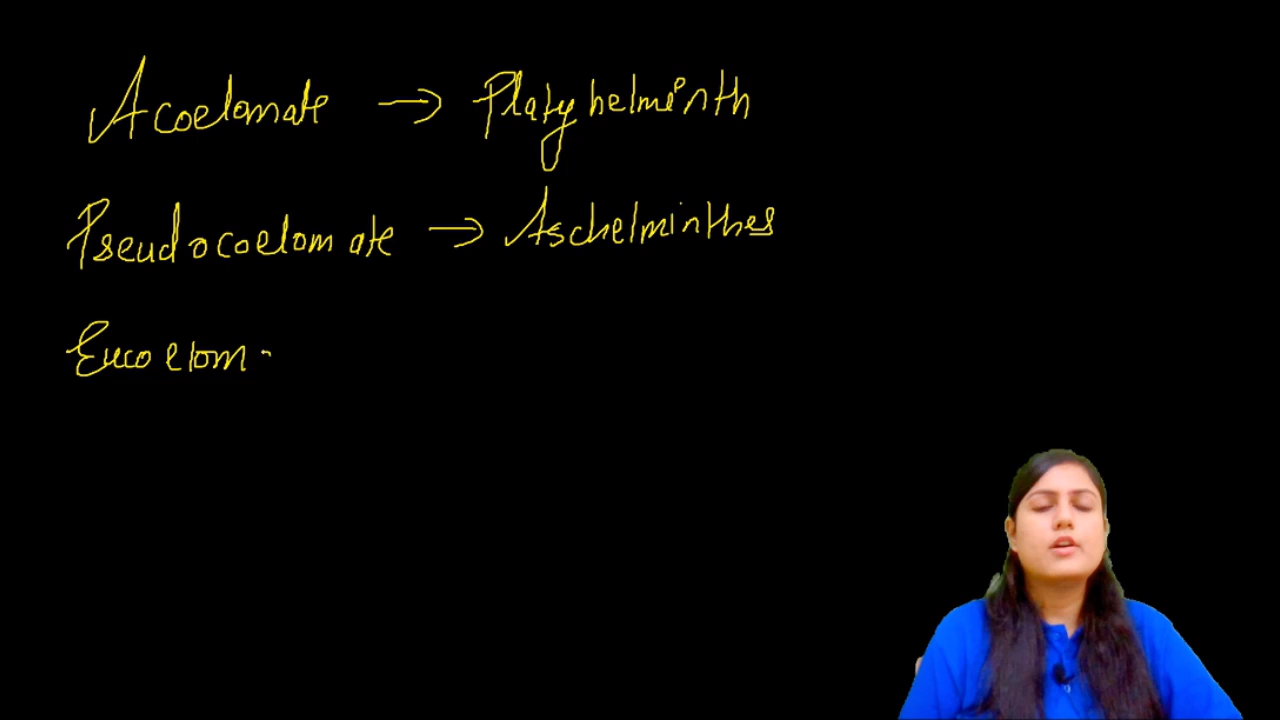 Acoelomate → Platyhelminth
Pseudocoelomate → Aschelminthes
Eucoelom